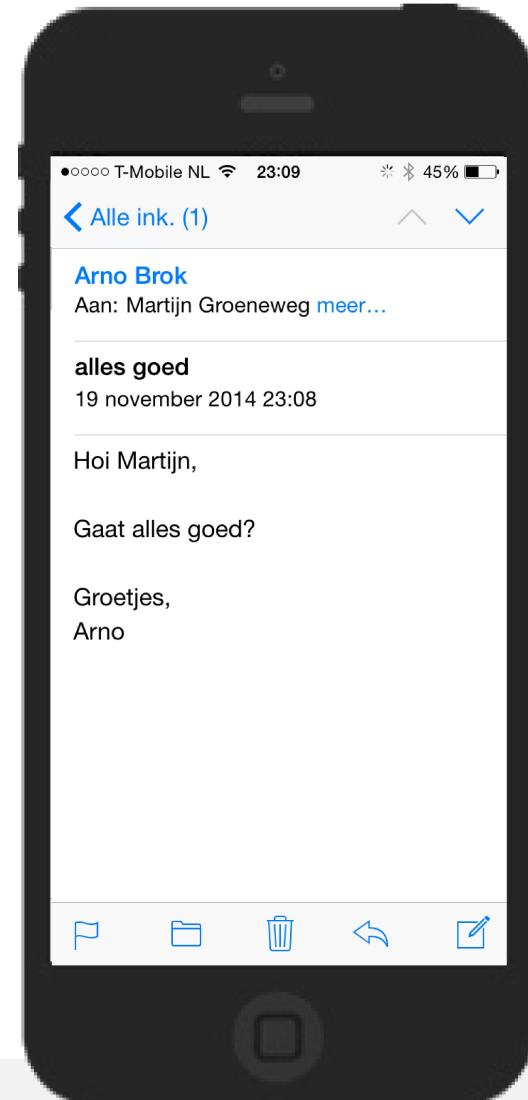 T-Mobile NL 23:09 45%
Alle ink. (1)
Arno Brok
Aan: Martijn Groeneweg meer...
alles goed
19 november 2014 23:08
Hoi Martijn,
Gaat alles goed?
Groetjes,
Arno